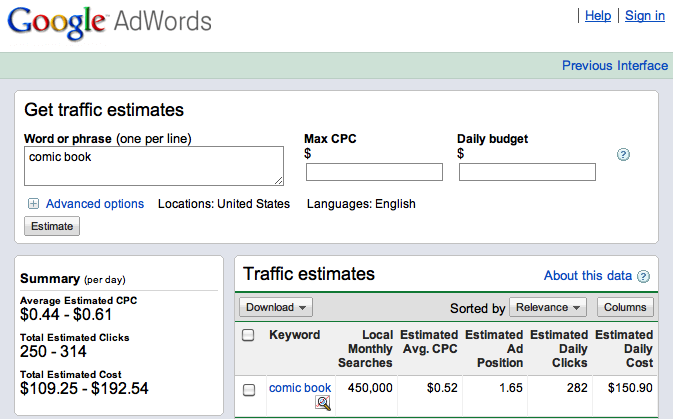 Google AdWords
Help
Sign in
Previous Interface
Get traffic estimates
Word or phrase (one per line)
comic book
Max CPC
$
Daily budget
$
?
Advanced options
Locations: United States
Languages: English
Estimate
Summary (per day)
Average Estimated CPC
$0.44 - $0.61
Total Estimated Clicks
250 - 314
Total Estimated Cost
$109.25 - $192.54
Traffic estimates
About this data ?
Download
Sorted by Relevance
Columns
Keyword
Local
Monthly
Searches
Estimated
Avg. CPC
Estimated
Ad
Position
Estimated
Daily
Clicks
Estimated
Daily
Cost
comic book 450,000 $0.52 1.65 282 $150.90